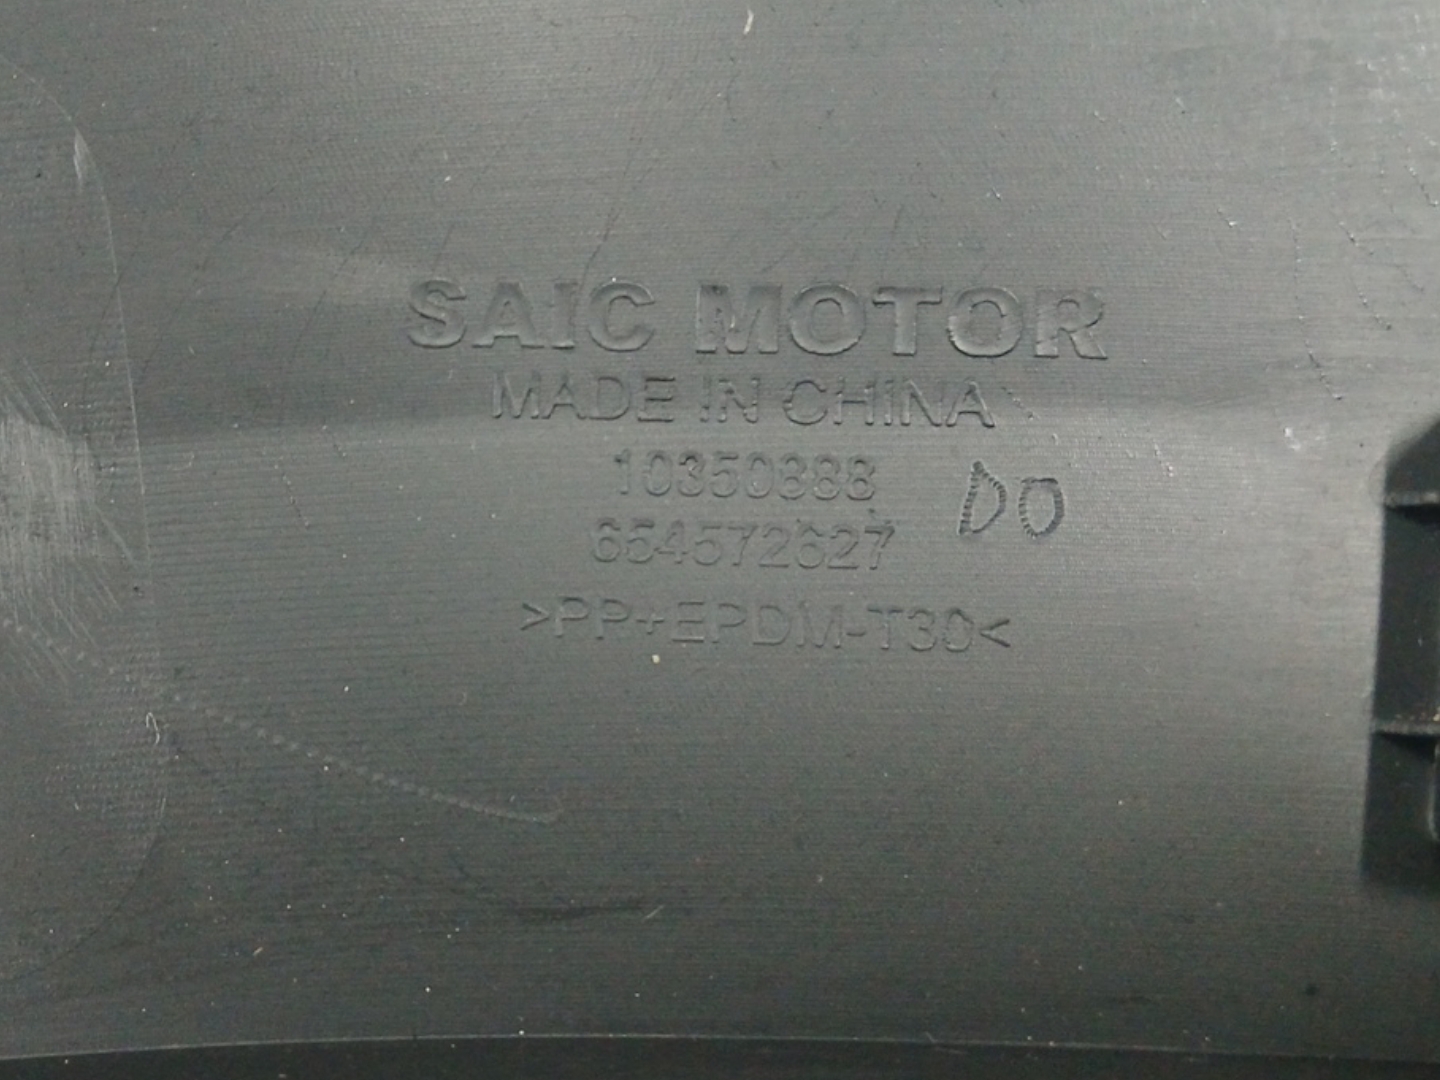 SAIC MOTOR
MADE IN CHINA
10350888 DO
654572627
>PP+EPDM-T30<